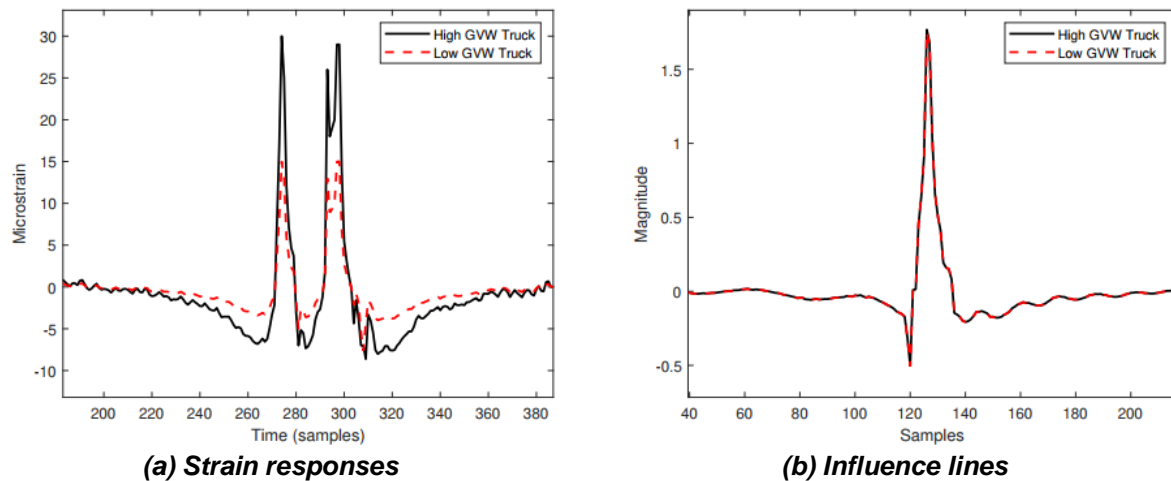 High GVW Truck
Low GVW Truck
30
25
20
15
10
5
0
-5
-10
Microstrain
200 220 240 260 280 300 320 340 360 380
Time (samples)
(a) Strain responses
High GVW Truck
Low GVW Truck
1.5
1
0.5
0
-0.5
Magnitude
40 60 80 100 120 140 160 180 200
Samples
(b) Influence lines